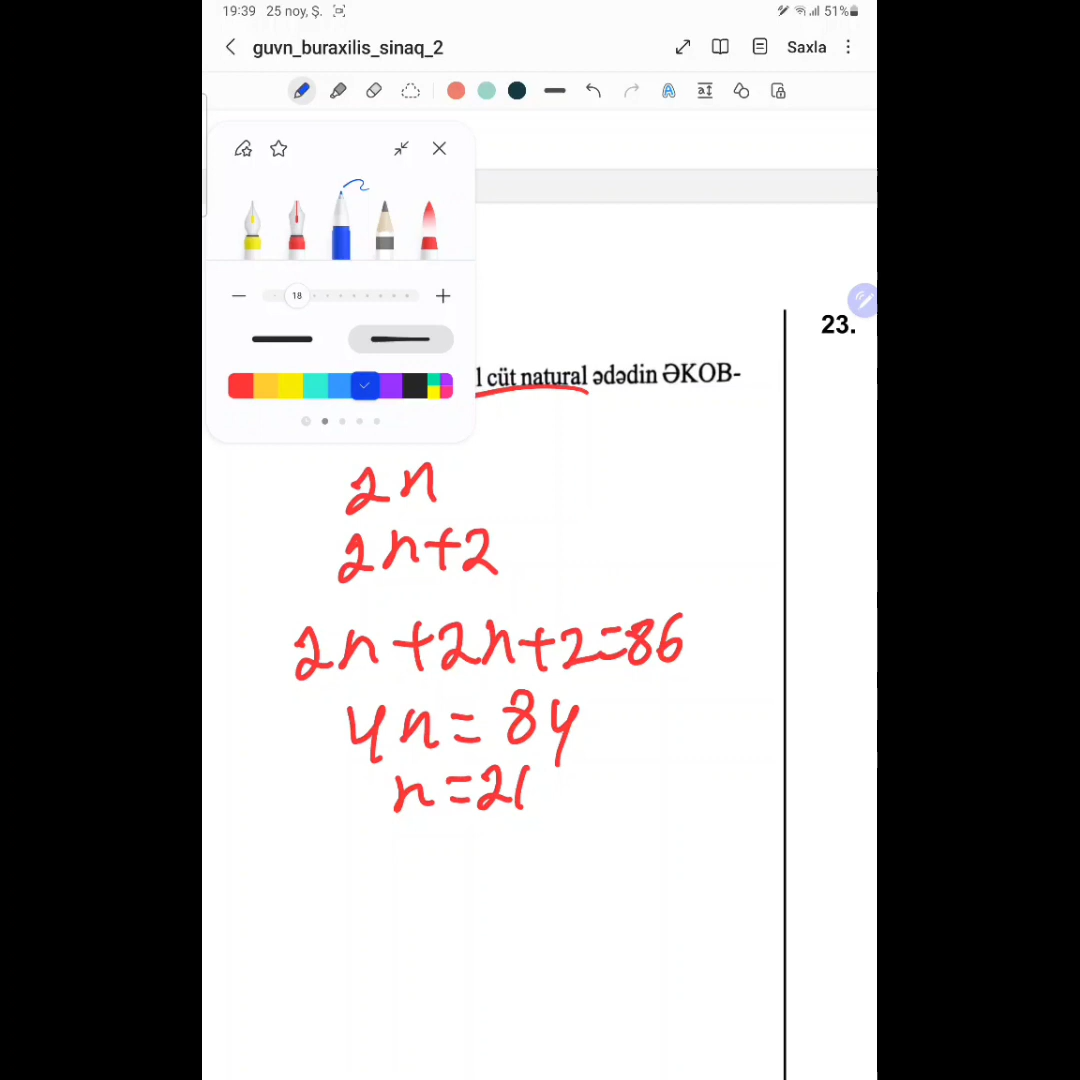 19:39 25 noy, Ş. 51%
guvn_buraxilis_sinaq_2 Saxla
18
23.
l cüt natural ədədin ƏKOB-
2n
2n+2
2n+2n+2=86
4n=84
n=21